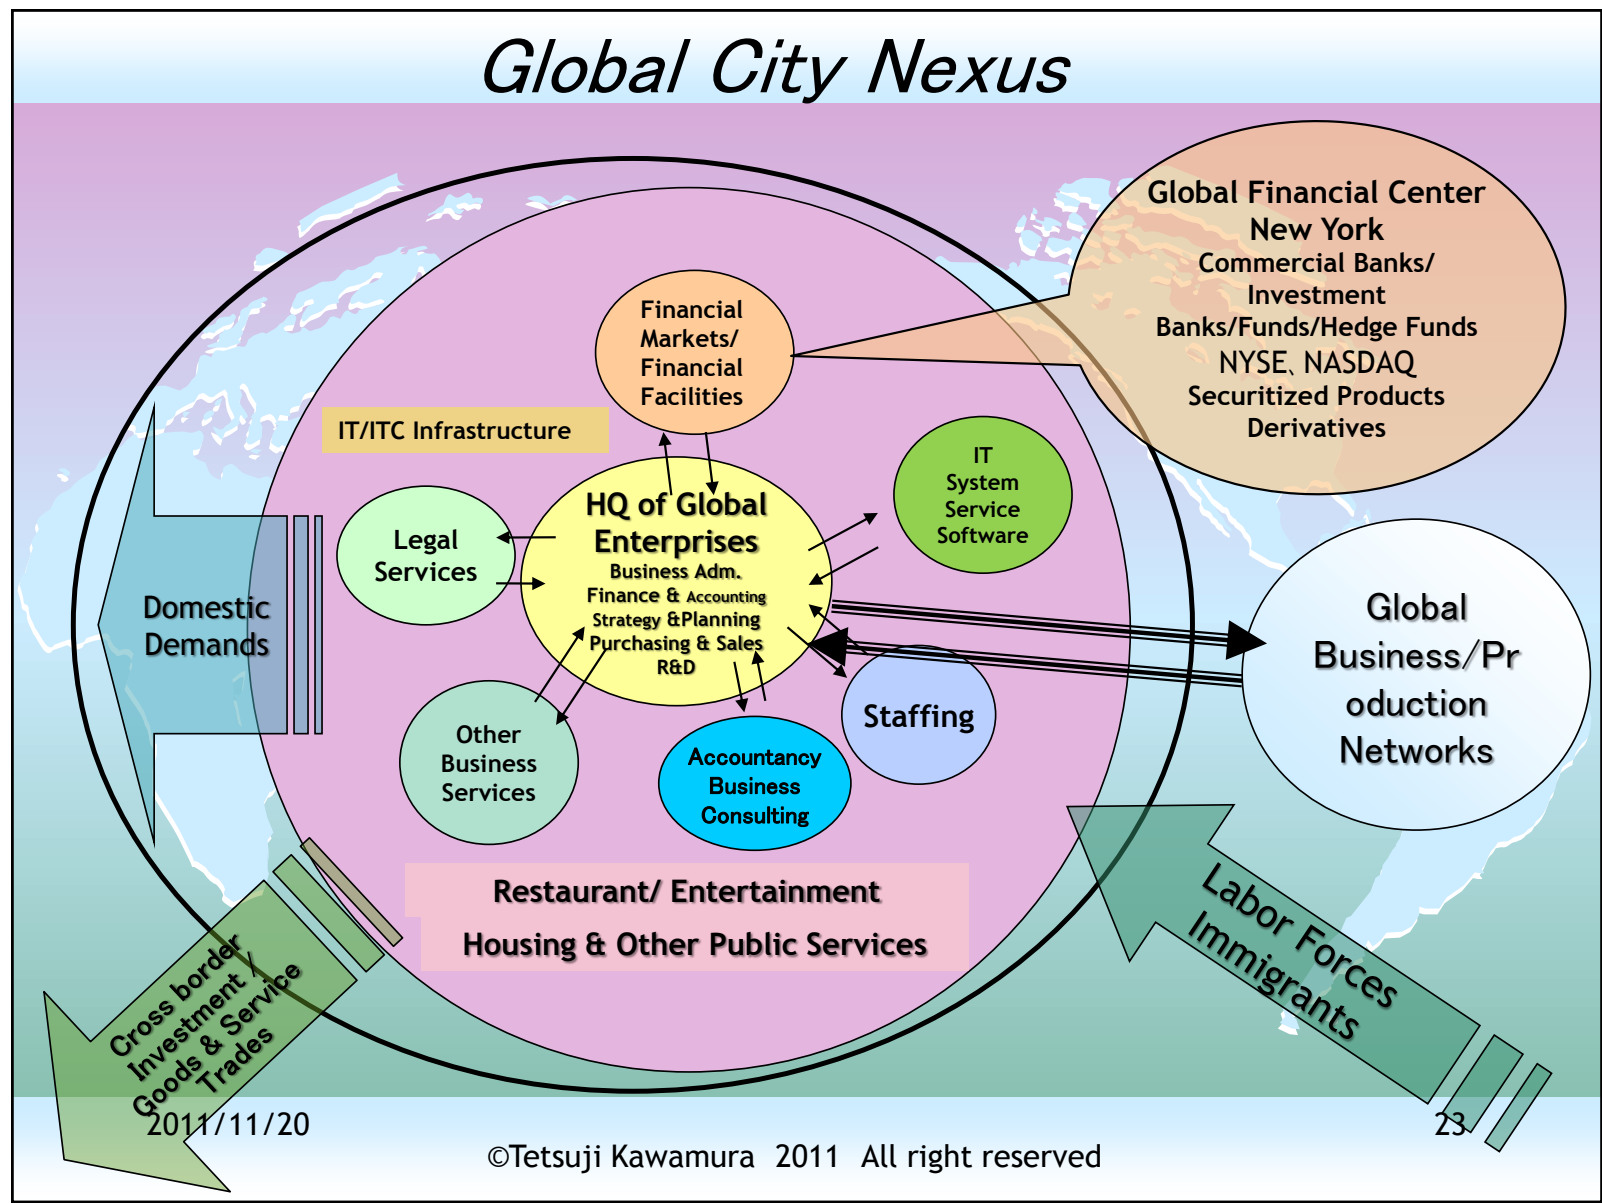 Global City Nexus
Global Financial Center
New York
Commercial Banks/
Investment
Banks/Funds/Hedge Funds
NYSE、NASDAQ
Securitized Products
Derivatives
Financial
Markets/
Financial
Facilities
IT/ITC Infrastructure
IT
System
Service
Software
HQ of Global
Enterprises
Business Adm.
Finance & Accounting
Strategy &Planning
Purchasing & Sales
R&D
Legal
Services
Domestic
Demands
Global
Business/Pr
oduction
Networks
Staffing
Other
Business
Services
Accountancy
Business
Consulting
Restaurant/ Entertainment
Housing & Other Public Services
Labor Forces
Immigrants
Cross border
Investment /
Goods & Service
Trades
2011/11/20
23
©Tetsuji Kawamura 2011 All right reserved